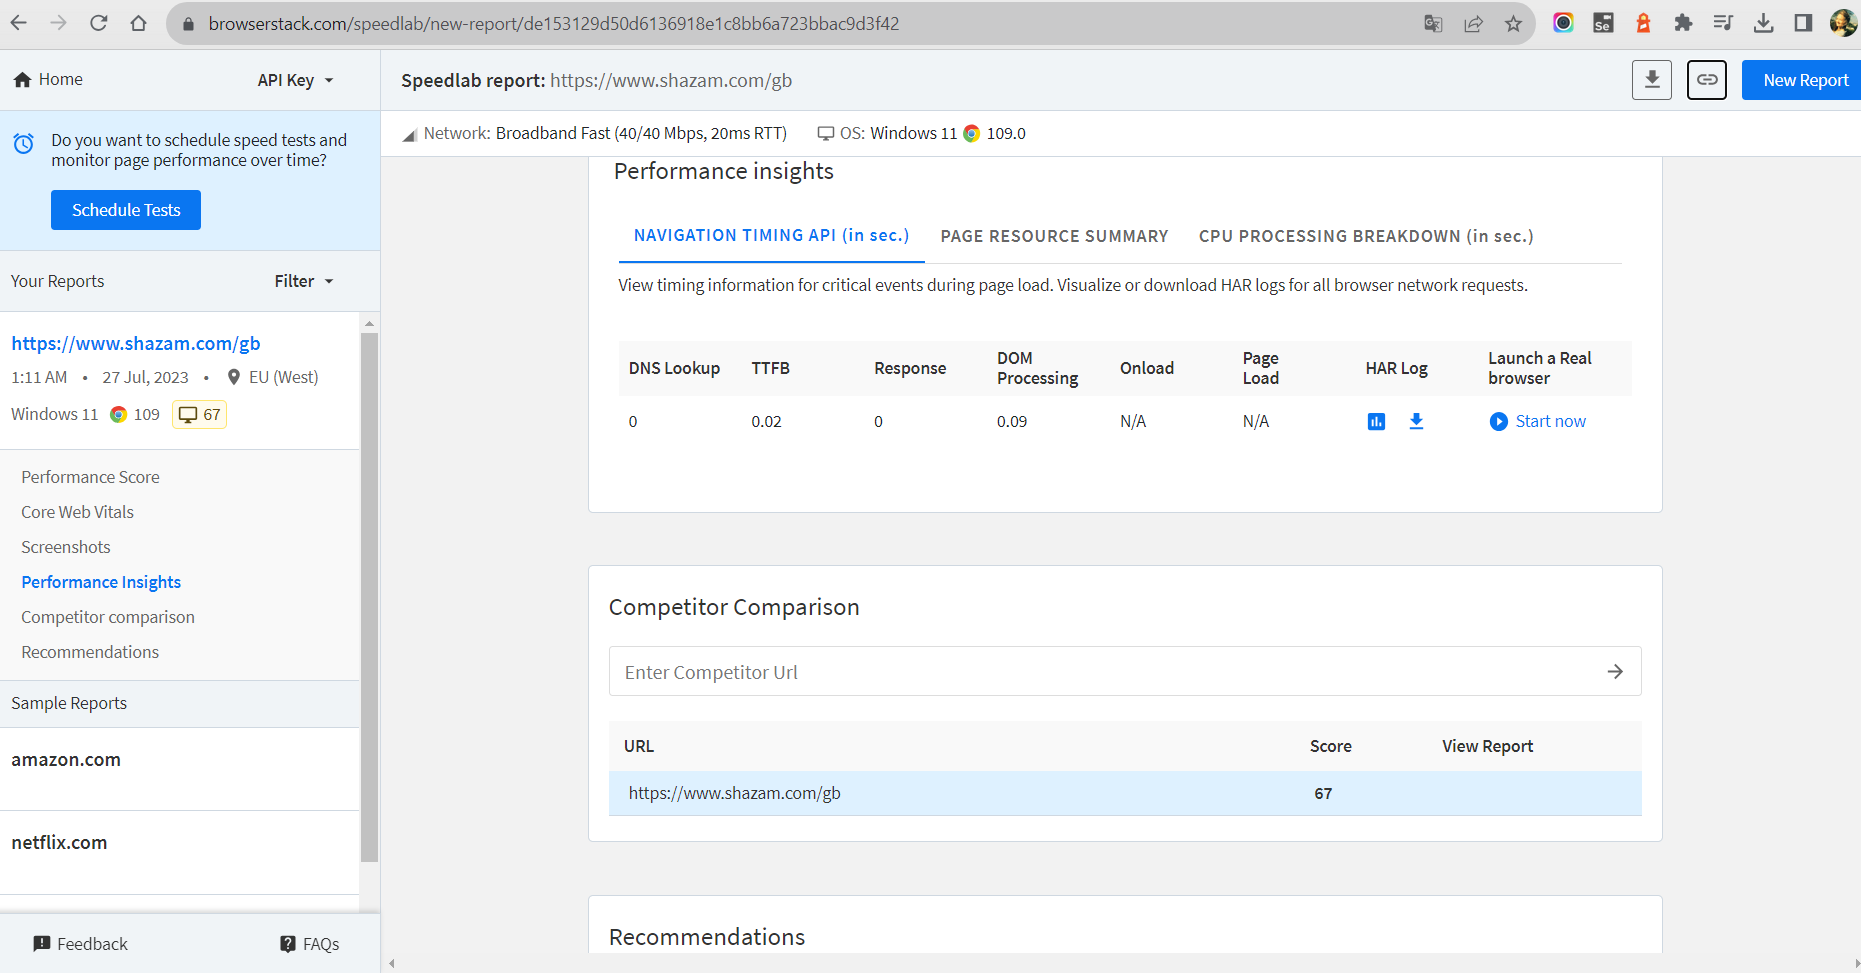 browserstack.com/speedlab/new-report/de153129d50d6136918e1c8bb6a723bbac9d3f42
Se
Home
API Key
Do you want to schedule speed tests and
monitor page performance over time?
Schedule Tests
Your Reports
Filter
https://www.shazam.com/gb
1:11 AM • 27 Jul, 2023 • EU (West)
Windows 11 109 67
Performance Score
Core Web Vitals
Screenshots
Performance Insights
Competitor comparison
Recommendations
Sample Reports
amazon.com
netflix.com
Feedback
FAQs
Speedlab report: https://www.shazam.com/gb
New Report
Network: Broadband Fast (40/40 Mbps, 20ms RTT) OS: Windows 11 109.0
Performance insights
NAVIGATION TIMING API (in sec.) PAGE RESOURCE SUMMARY CPU PROCESSING BREAKDOWN (in sec.)
View timing information for critical events during page load. Visualize or download HAR logs for all browser network requests.
DNS Lookup TTFB Response DOM Processing Onload Page Load HAR Log Launch a Real browser
0 0.02 0 0.09 N/A N/A Start now
Competitor Comparison
Enter Competitor Url
URL Score View Report
https://www.shazam.com/gb 67
Recommendations